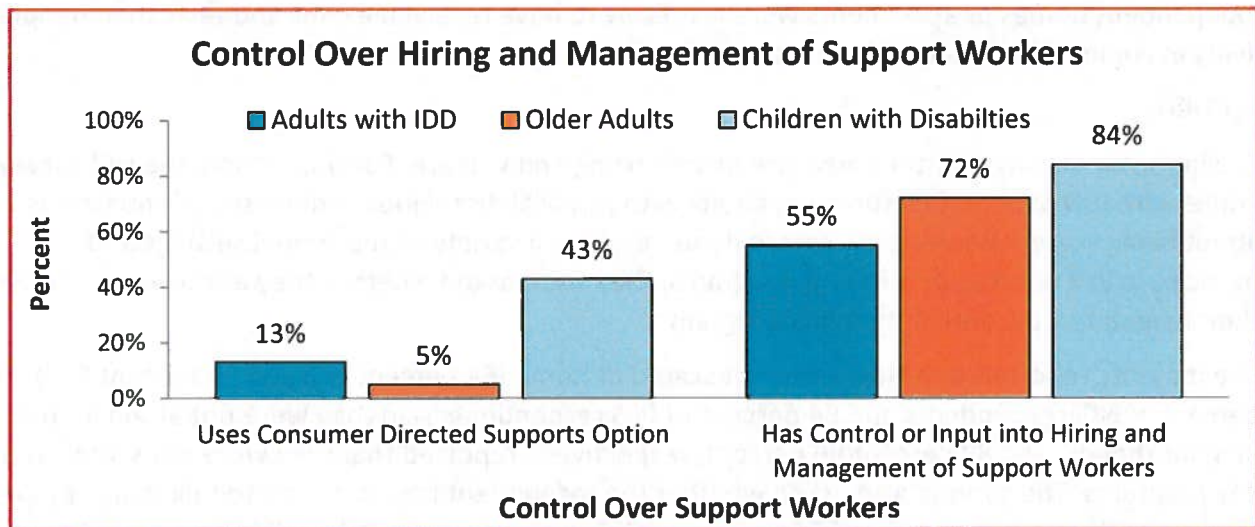 Control Over Hiring and Management of Support Workers
100%
Adults with IDD Older Adults Children with Disabilties
84%
80%
72%
60%
55%
43%
40%
20%
13%
5%
0%
Percent
Uses Consumer Directed Supports Option
Has Control or Input into Hiring and
Management of Support Workers
Control Over Support Workers